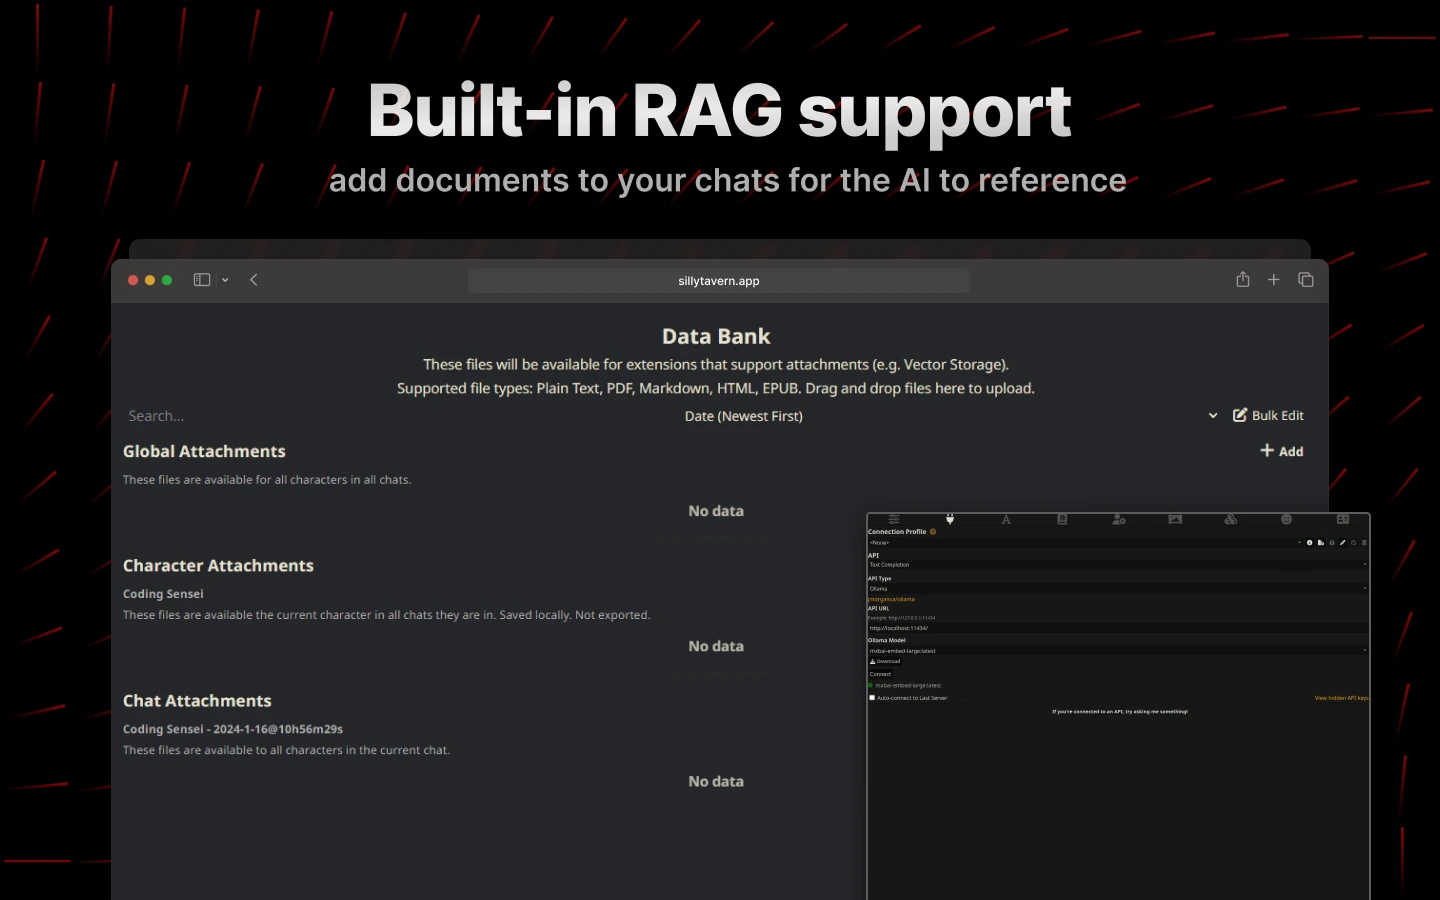 Built-in RAG support
add documents to your chats for the AI to reference
sillytavern.app
Data Bank
These files will be available for extensions that support attachments (e.g. Vector Storage).
Supported file types: Plain Text, PDF, Markdown, HTML, EPUB. Drag and drop files here to upload.
Search... Date (Newest First) Bulk Edit
Global Attachments Add
These files are available for all characters in all chats.
No data
Character Attachments
Coding Sensei
These files are available the current character in all chats they are in. Saved locally. Not exported.
No data
Chat Attachments
Coding Sensei - 2024-1-16@10h56m29s
These files are available to all characters in the current chat.
No data
Connection Profile
<None>
API
Text Completion
API Type
Ollama
jmorganca/ollama
API URL
Example: http://127.0.0.1:11434
http://localhost:11434/
Ollama Model
mxbai-embed-large:latest
Download
Connect
mxbai-embed-large:latest
Auto-connect to Last Server View hidden API keys
If you're connected to an API, try asking me something!